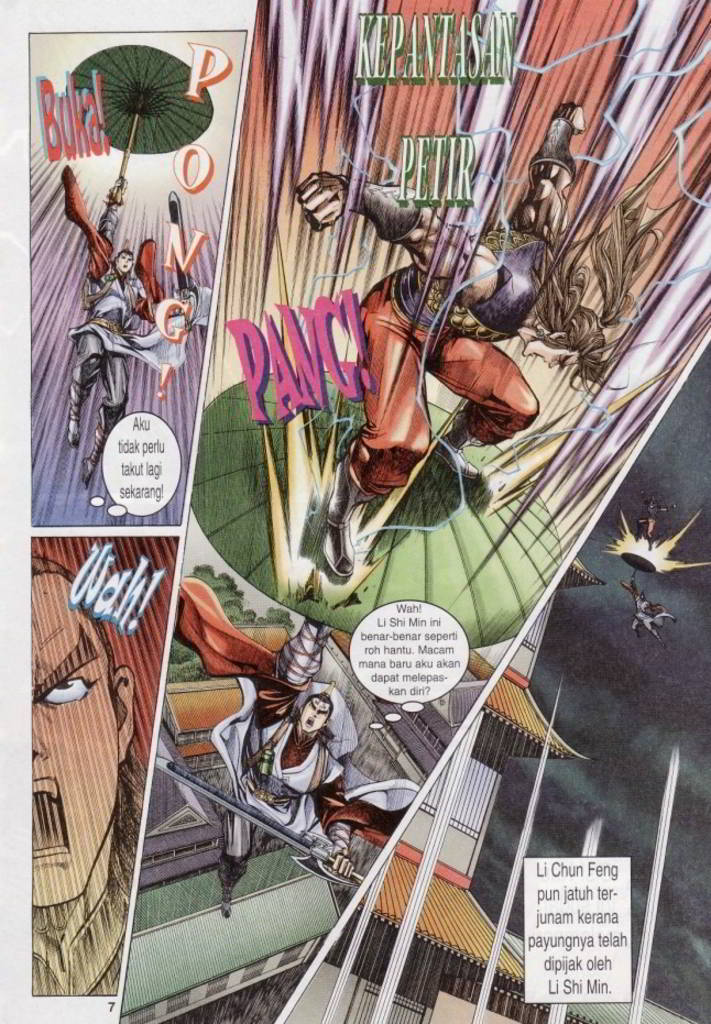 Buka!
PONG!
Aku
tidak perlu
takut lagi
sekarang!
KEPANTASAN
PETIR
PANG!
Wah!
Wah!
Li Shi Min ini
benar-benar seperti
roh hantu. Macam
mana baru aku akan
dapat melepas-
kan diri?
Li Chun Feng
pun jatuh ter-
junam kerana
payungnya telah
dipijak oleh
Li Shi Min.
7